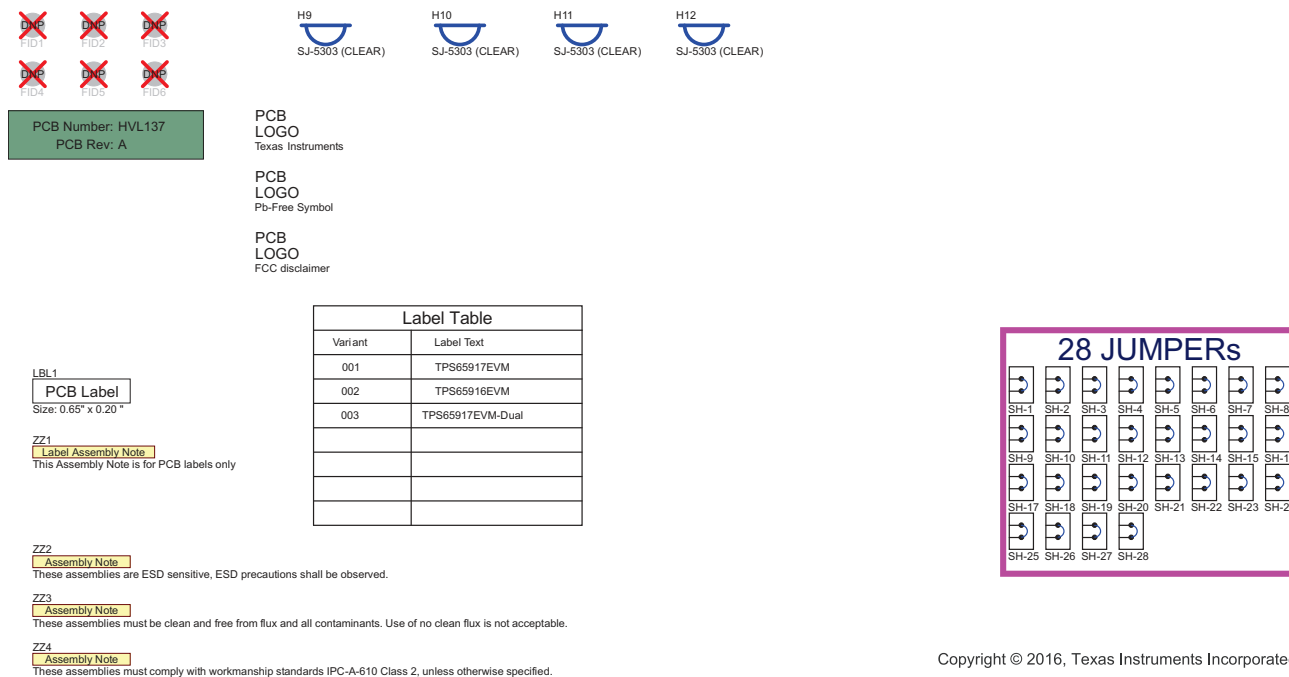 DNP DNP DNP
FID1 FID2 FID3
DNP DNP DNP
FID4 FID5 FID6
H9 H10 H11 H12
SJ-5303 (CLEAR) SJ-5303 (CLEAR) SJ-5303 (CLEAR) SJ-5303 (CLEAR)
PCB Number: HVL137
PCB Rev: A
PCB
LOGO
Texas Instruments
PCB
LOGO
Pb-Free Symbol
PCB
LOGO
FCC disclaimer
Label Table
Variant Label Text
001 TPS65917EVM
002 TPS65916EVM
003 TPS65917EVM-Dual
LBL1
PCB Label
Size: 0.65" x 0.20 "
ZZ1
Label Assembly Note
This Assembly Note is for PCB labels only
ZZ2
Assembly Note
These assemblies are ESD sensitive, ESD precautions shall be observed.
ZZ3
Assembly Note
These assemblies must be clean and free from flux and all contaminants. Use of no clean flux is not acceptable.
ZZ4
Assembly Note
These assemblies must comply with workmanship standards IPC-A-610 Class 2, unless otherwise specified.
28 JUMPERs
SH-1 SH-2 SH-3 SH-4 SH-5 SH-6 SH-7 SH-8
SH-9 SH-10 SH-11 SH-12 SH-13 SH-14 SH-15
SH-17 SH-18 SH-19 SH-20 SH-21 SH-22 SH-23
SH-25 SH-26 SH-27 SH-28
Copyright © 2016, Texas Instruments